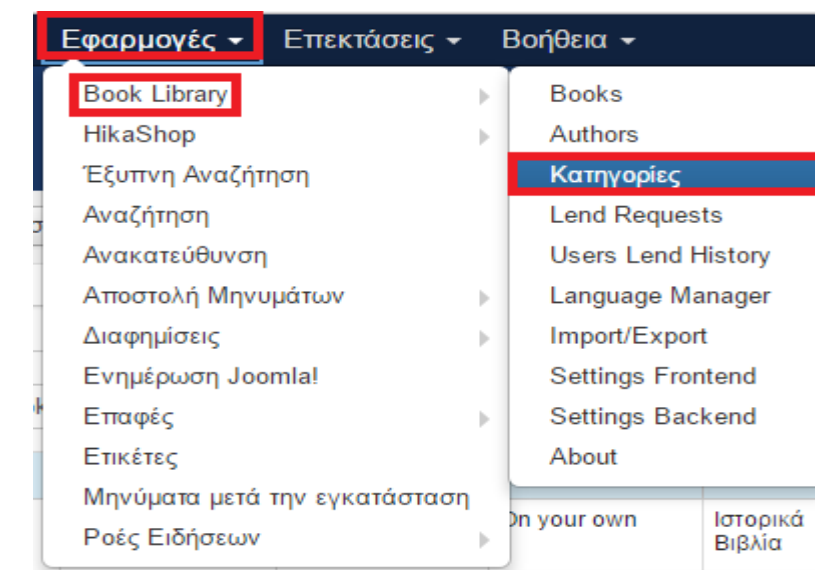 Εφαρμογές
Επεκτάσεις
Βοήθεια
Book Library
HikaShop
Έξυπνη Αναζήτηση
Αναζήτηση
Ανακατεύθυνση
Αποστολή Μηνυμάτων
Διαφημίσεις
Ενημέρωση Joomla!
Επαφές
Ετικέτες
Μηνύματα μετά την εγκατάσταση
Ροές Ειδήσεων
Books
Authors
Κατηγορίες
Lend Requests
Users Lend History
Language Manager
Import/Export
Settings Frontend
Settings Backend
About
On your own
Ιστορικά
Βιβλία